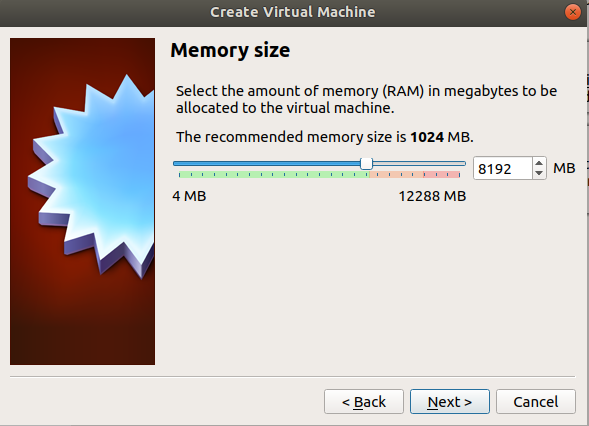 Create Virtual Machine
Memory size
Select the amount of memory (RAM) in megabytes to be
allocated to the virtual machine.
The recommended memory size is 1024 MB.
8192 MB
4 MB 12288 MB
< Back Next > Cancel